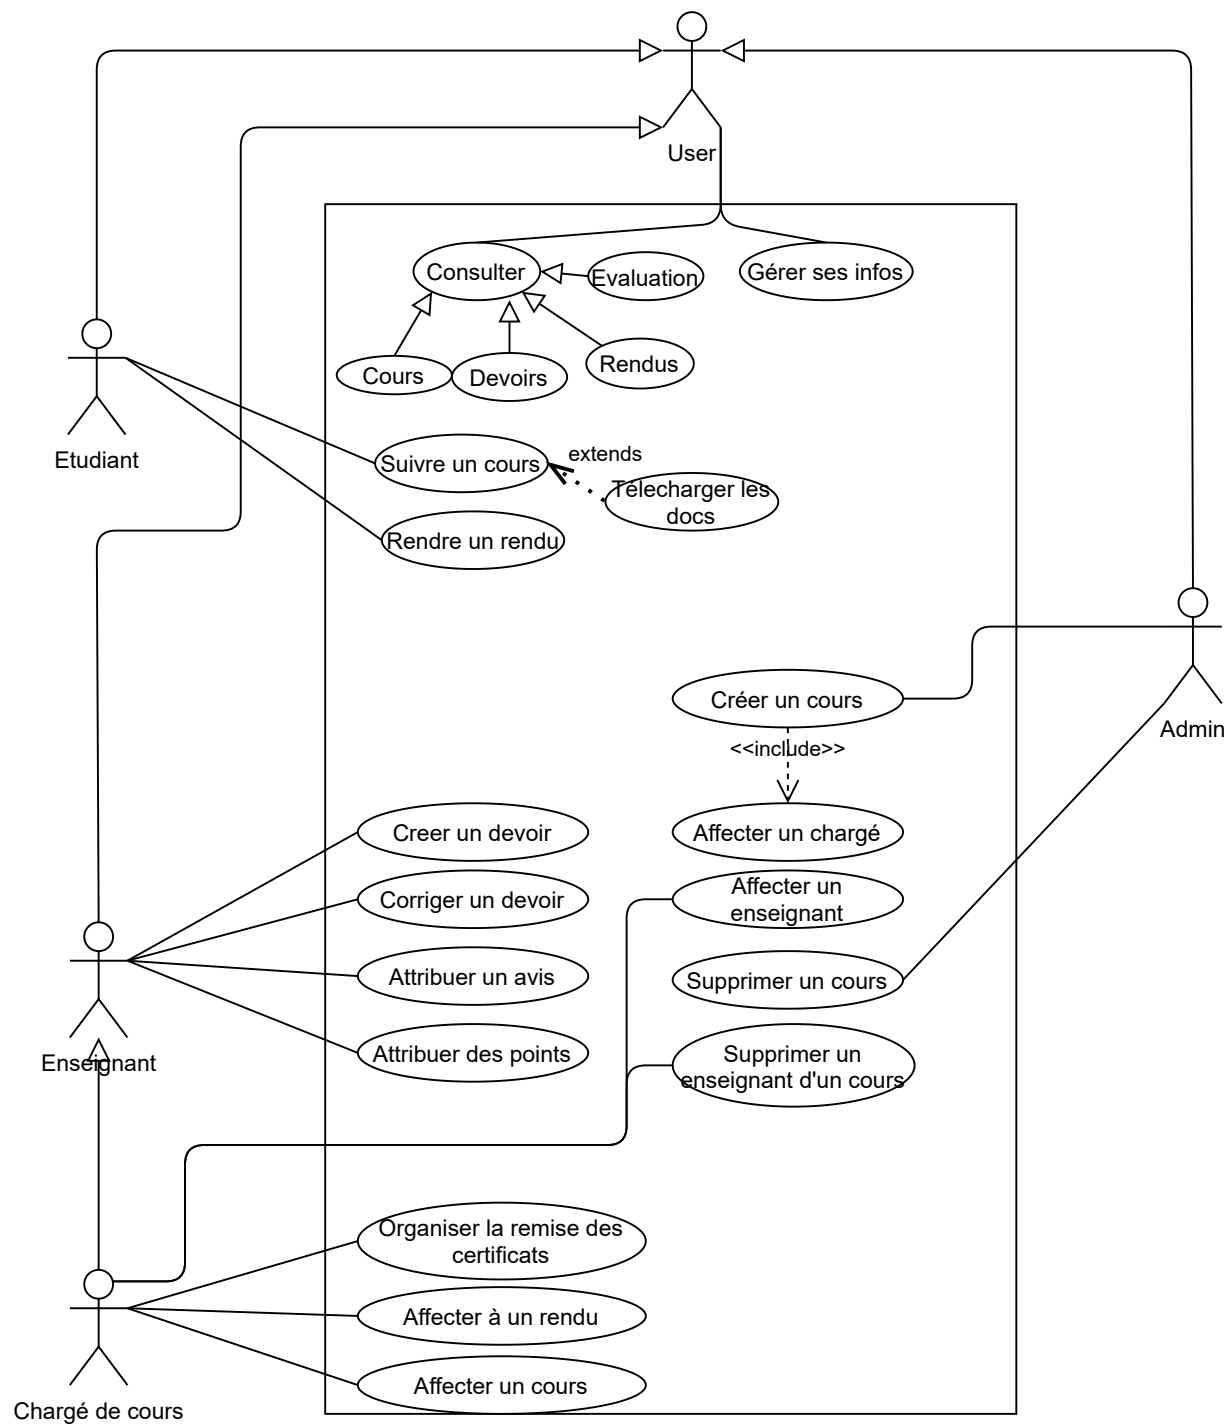 User
Consulter
Evaluation
Gérer ses infos
Cours
Devoirs
Rendus
Etudiant
Suivre un cours
extends
Télecharger les
docs
Rendre un rendu
Créer un cours
Admin
<<include>>
Creer un devoir
Affecter un chargé
Corriger un devoir
Affecter un
enseignant
Attribuer un avis
Supprimer un cours
Enseignant
Attribuer des points
Supprimer un
enseignant d'un cours
Organiser la remise des
certificats
Affecter à un rendu
Affecter un cours
Chargé de cours